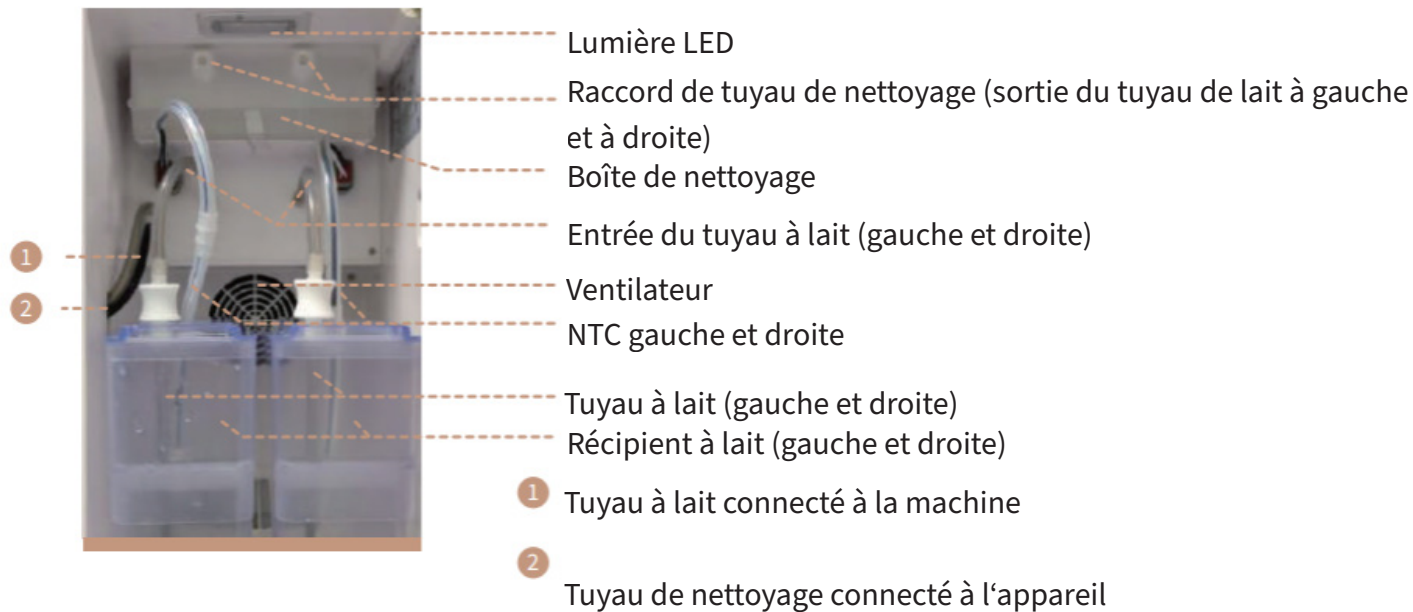 Lumière LED
Raccord de tuyau de nettoyage (sortie du tuyau de lait à gauche
et à droite)
Boîte de nettoyage
Entrée du tuyau à lait (gauche et droite)
1
2
Ventilateur
NTC gauche et droite
Tuyau à lait (gauche et droite)
Récipient à lait (gauche et droite)
1 Tuyau à lait connecté à la machine
2
Tuyau de nettoyage connecté à l‘appareil